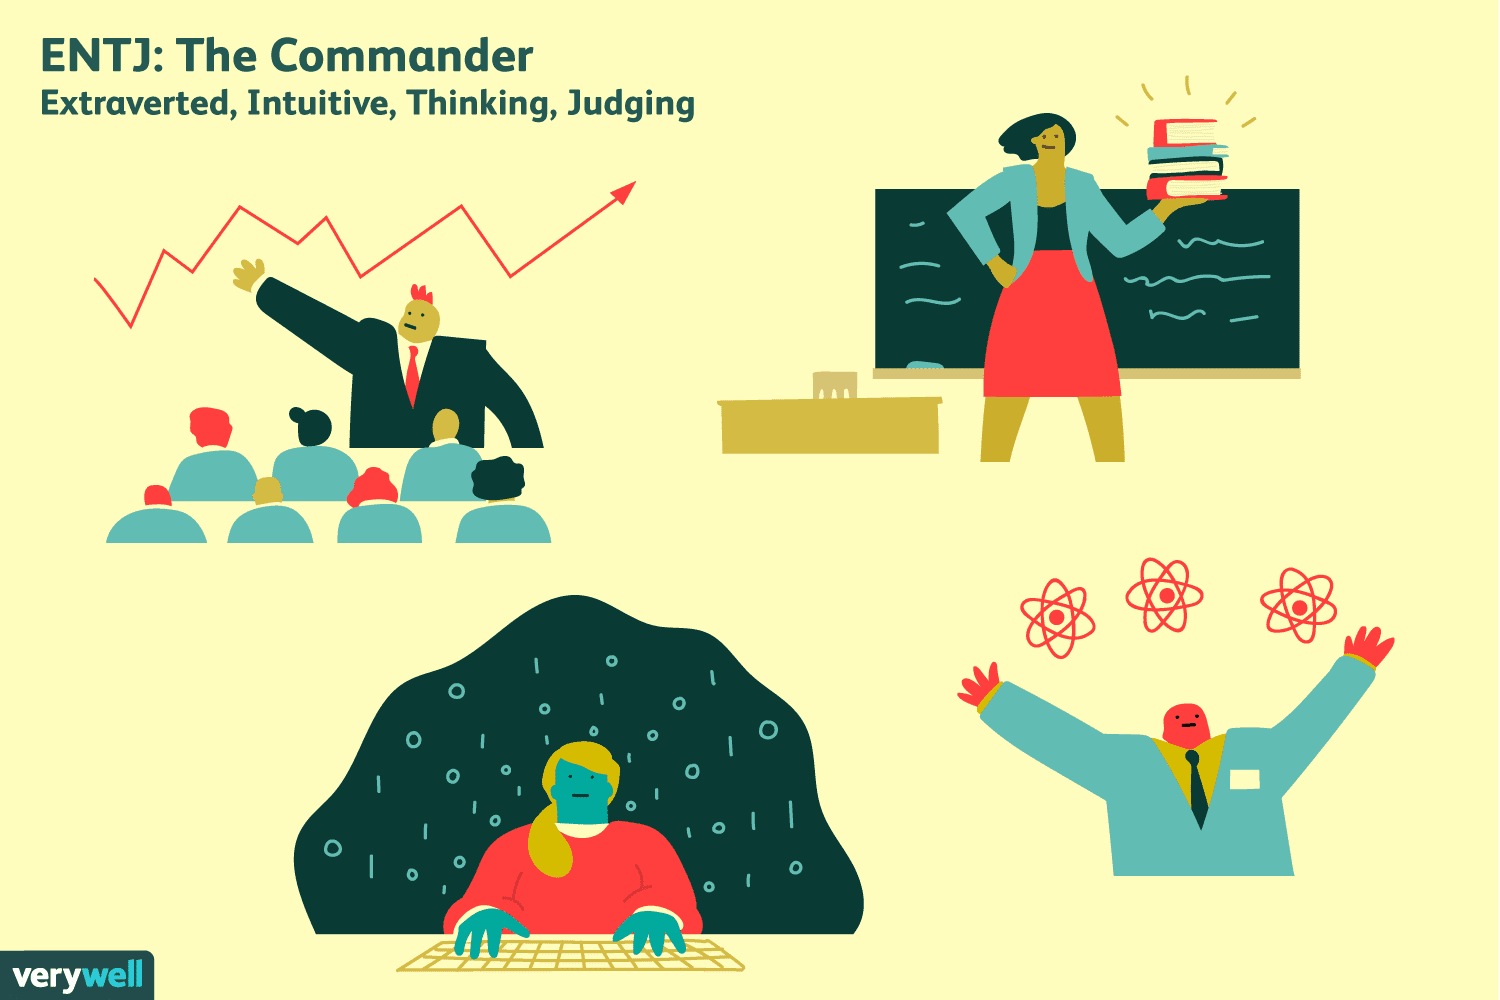 ENTJ: The Commander
Extraverted, Intuitive, Thinking, Judging
verywell